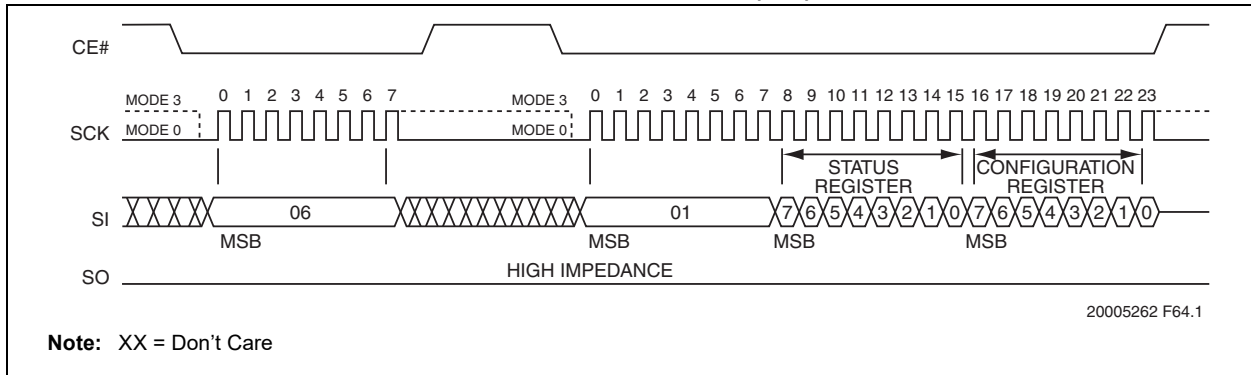 CE#
MODE 3 0 1 2 3 4 5 6 7 MODE 3 0 1 2 3 4 5 6 7 8 9 10 11 12 13 14 15 16 17 18 19 20 21 22 23
SCK MODE 0 MODE 0
STATUS REGISTER
CONFIGURATION REGISTER
SI 06 01 7 6 5 4 3 2 1 0 7 6 5 4 3 2 1 0
MSB MSB MSB MSB
HIGH IMPEDANCE
SO
20005262 F64.1
Note: XX = Don't Care